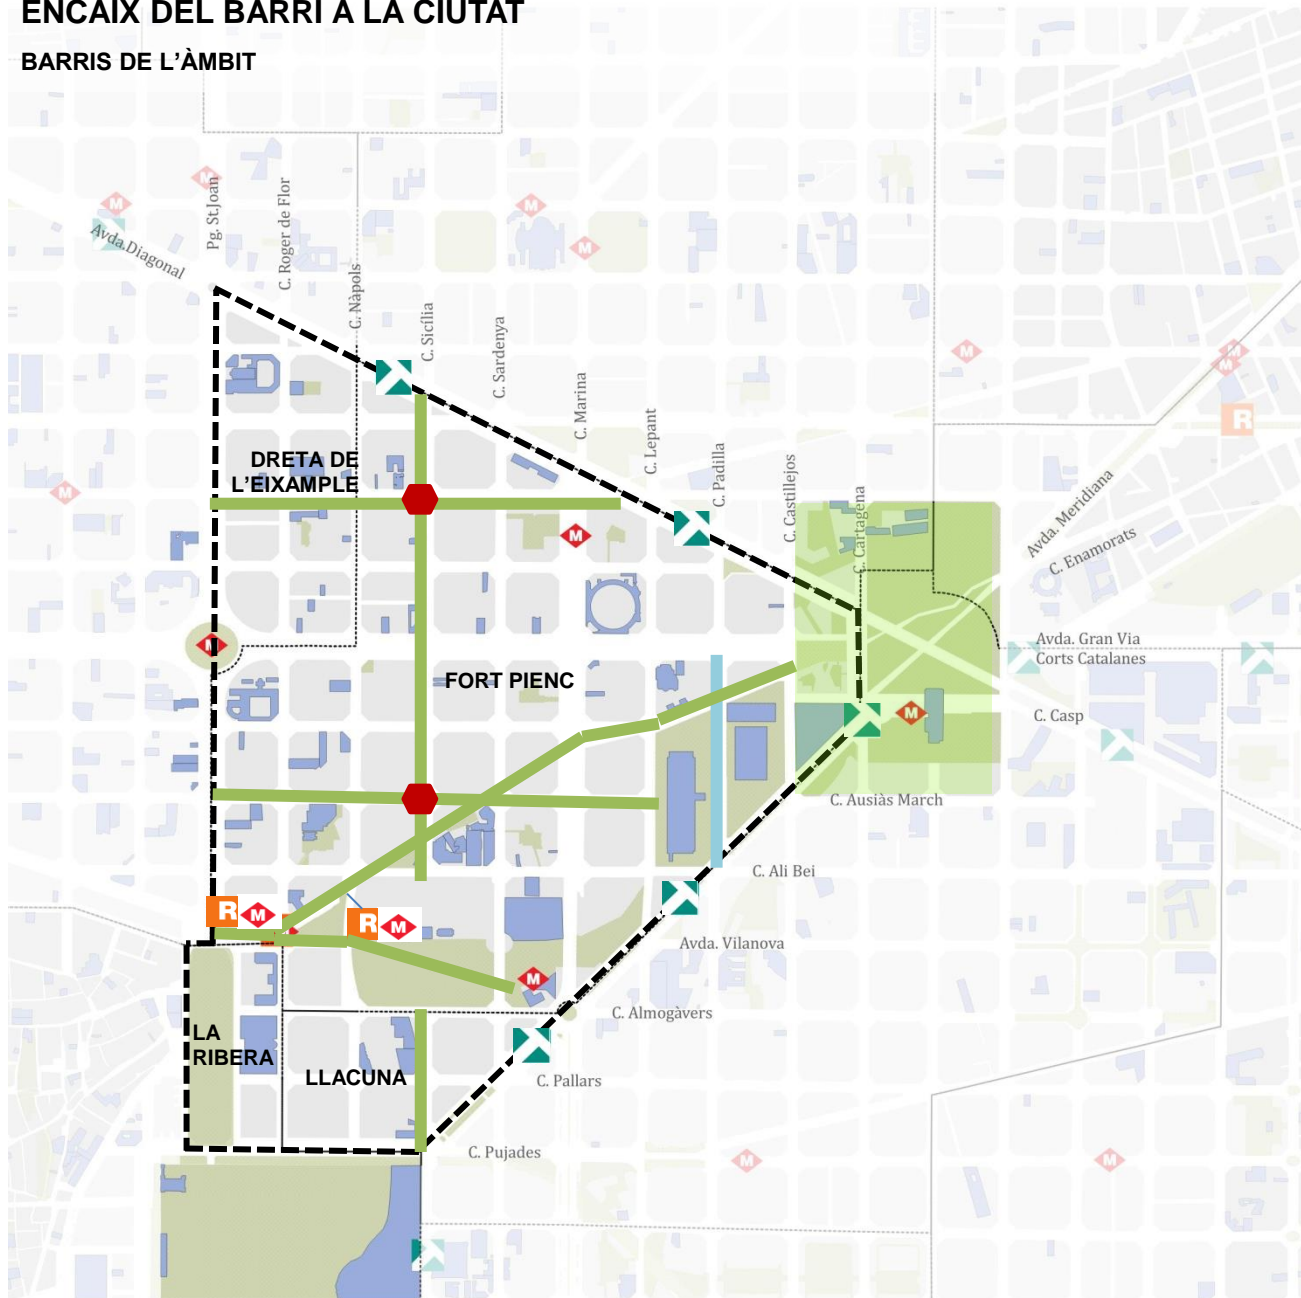 ENCAIX DEL BARRI A LA CIUTAT
BARRIS DE L'ÀMBIT
M
M
Pg. St.Joan
C. Roger de Flor
M
M
Avda.Diagonal
C. Nàpols
C. Sicília
C. Sardenya
C. Marina
C. Lepant
C. Padilla
C. Castillejos
C. Cartagena
M
M
M
R
Avda. Meridiana
C. Enamorats
DRETA DE
L'EIXAMPLE
M
M
M
Avda. Gran Via
Corts Catalanes
FORT PIENC
M
C. Casp
C. Ausiàs March
C. Ali Bei
R M
R M
Avda. Vilanova
M
C. Almogàvers
LA
RIBERA
LLACUNA
C. Pallars
C. Pujades
M
M